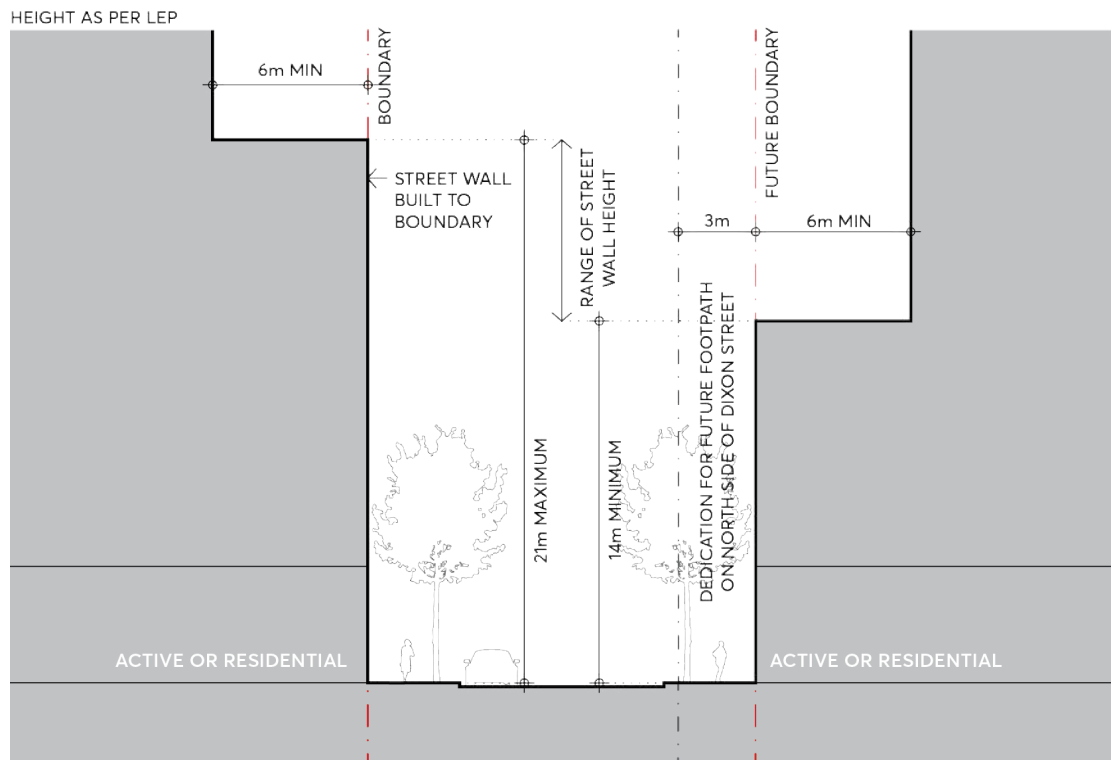 HEIGHT AS PER LEP
6m MIN
BOUNDARY
STREET WALL
BUILT TO
BOUNDARY
RANGE OF STREET
WALL HEIGHT
FUTURE BOUNDARY
3m
6m MIN
21m MAXIMUM
14m MINIMUM
DEDICATION FOR FUTURE FOOTPATH
ON NORTH SIDE OF DIXON STREET
ACTIVE OR RESIDENTIAL
ACTIVE OR RESIDENTIAL